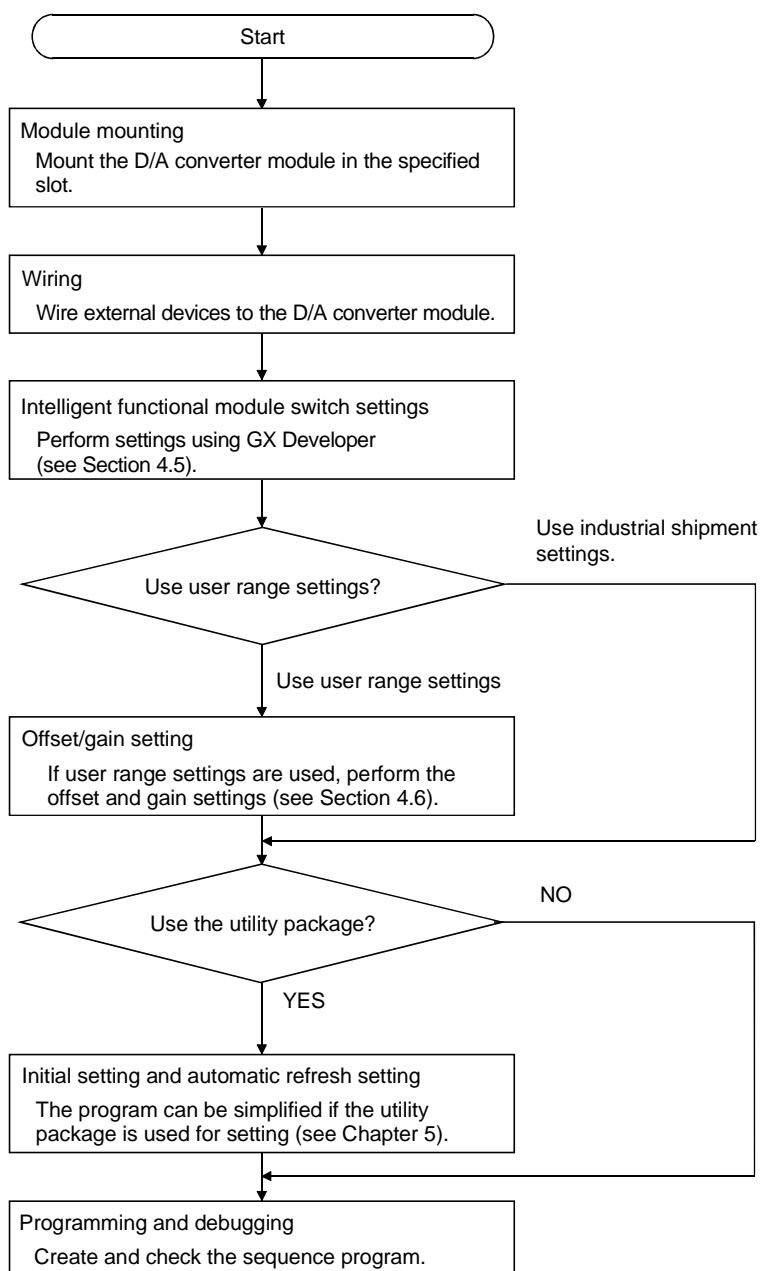 Start
Module mounting
Mount the D/A converter module in the specified
slot.
Wiring
Wire external devices to the D/A converter module.
Intelligent functional module switch settings
Perform settings using GX Developer
(see Section 4.5).
Use industrial shipment
settings.
Use user range settings?
Use user range settings
Offset/gain setting
If user range settings are used, perform the
offset and gain settings (see Section 4.6).
NO
Use the utility package?
YES
Initial setting and automatic refresh setting
The program can be simplified if the utility
package is used for setting (see Chapter 5).
Programming and debugging
Create and check the sequence program.